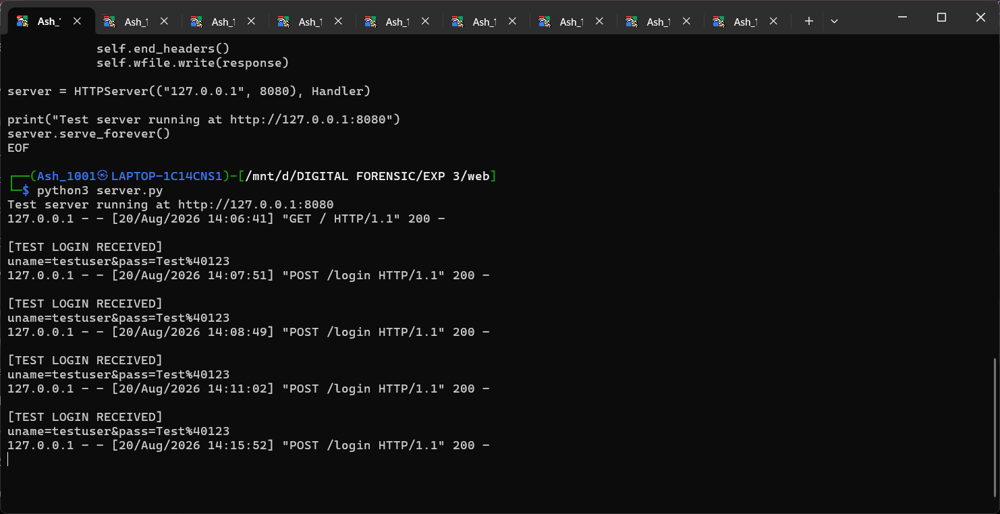 Ash_1 Ash_1 Ash_1 Ash_1 Ash_1 Ash_1 Ash_1 Ash_1 Ash_1
self.end_headers()
self.wfile.write(response)
server = HTTPServer(("127.0.0.1", 8080), Handler)
print("Test server running at http://127.0.0.1:8080")
server.serve_forever()
EOF
┌──(Ash_1001㉿LAPTOP-1C14CNS1)-[/mnt/d/DIGITAL FORENSIC/EXP 3/web]
└─$ python3 server.py
Test server running at http://127.0.0.1:8080
127.0.0.1 - - [20/Aug/2026 14:06:41] "GET / HTTP/1.1" 200 -
[TEST LOGIN RECEIVED]
uname=testuser&pass=Test%40123
127.0.0.1 - - [20/Aug/2026 14:07:51] "POST /login HTTP/1.1" 200 -
[TEST LOGIN RECEIVED]
uname=testuser&pass=Test%40123
127.0.0.1 - - [20/Aug/2026 14:08:49] "POST /login HTTP/1.1" 200 -
[TEST LOGIN RECEIVED]
uname=testuser&pass=Test%40123
127.0.0.1 - - [20/Aug/2026 14:11:02] "POST /login HTTP/1.1" 200 -
[TEST LOGIN RECEIVED]
uname=testuser&pass=Test%40123
127.0.0.1 - - [20/Aug/2026 14:15:52] "POST /login HTTP/1.1" 200 -